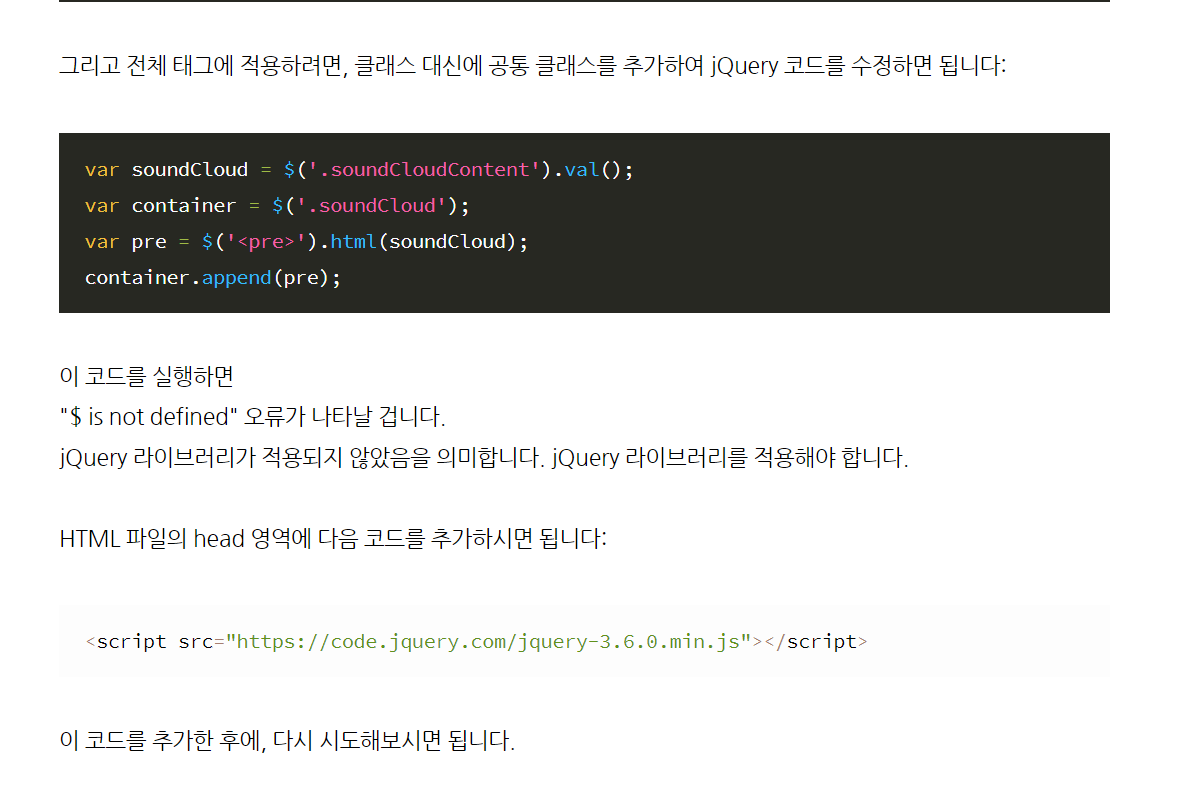 그리고 전체 태그에 적용하려면, 클래스 대신에 공통 클래스를 추가하여 jQuery 코드를 수정하면 됩니다:
var soundCloud = $('.soundCloudContent').val();
var container = $('.soundCloud');
var pre = $('<pre>').html(soundCloud);
container.append(pre);
이 코드를 실행하면
"$ is not defined" 오류가 나타날 겁니다.
jQuery 라이브러리가 적용되지 않았음을 의미합니다. jQuery 라이브러리를 적용해야 합니다.
HTML 파일의 head 영역에 다음 코드를 추가하시면 됩니다:
<script src="https://code.jquery.com/jquery-3.6.0.min.js"></script>
이 코드를 추가한 후에, 다시 시도해보시면 됩니다.